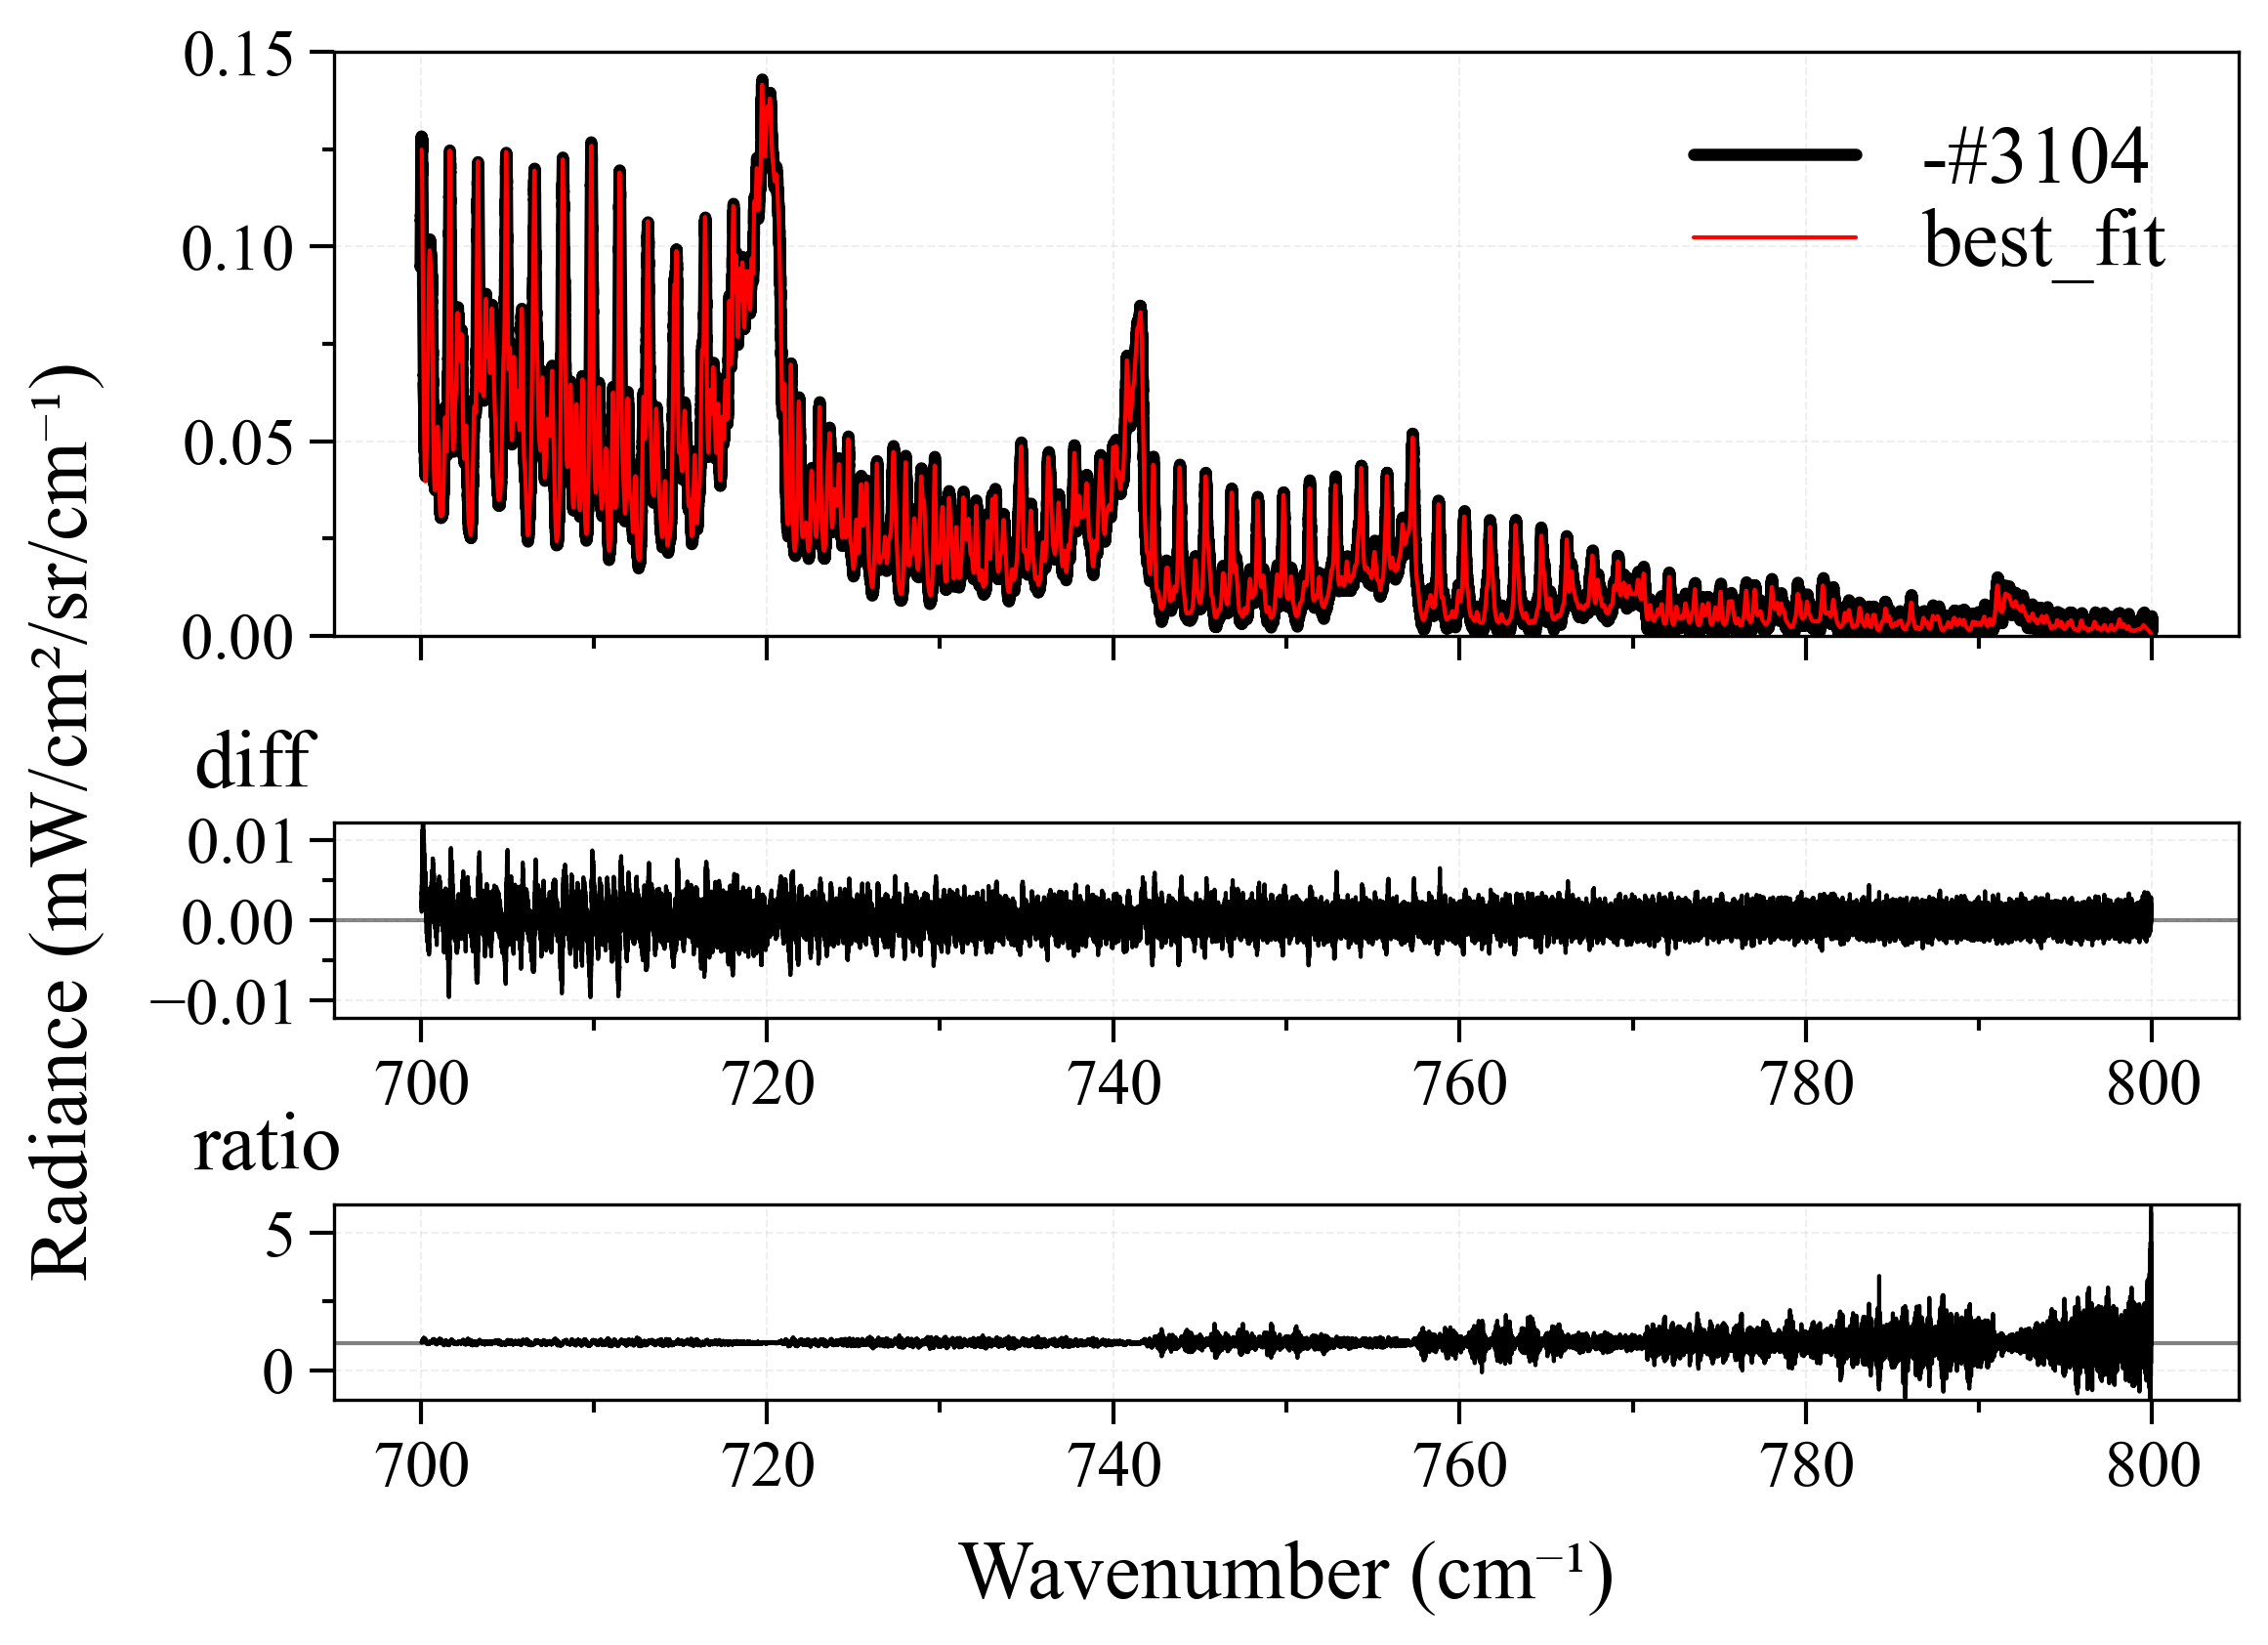 0.15
0.10
0.05
0.00
-#3104
best_fit
Radiance (mW/cm²/sr/cm⁻¹)
diff
0.01
0.00
−0.01
700 720 740 760 780 800
ratio
5
0
700 720 740 760 780 800
Wavenumber (cm⁻¹)